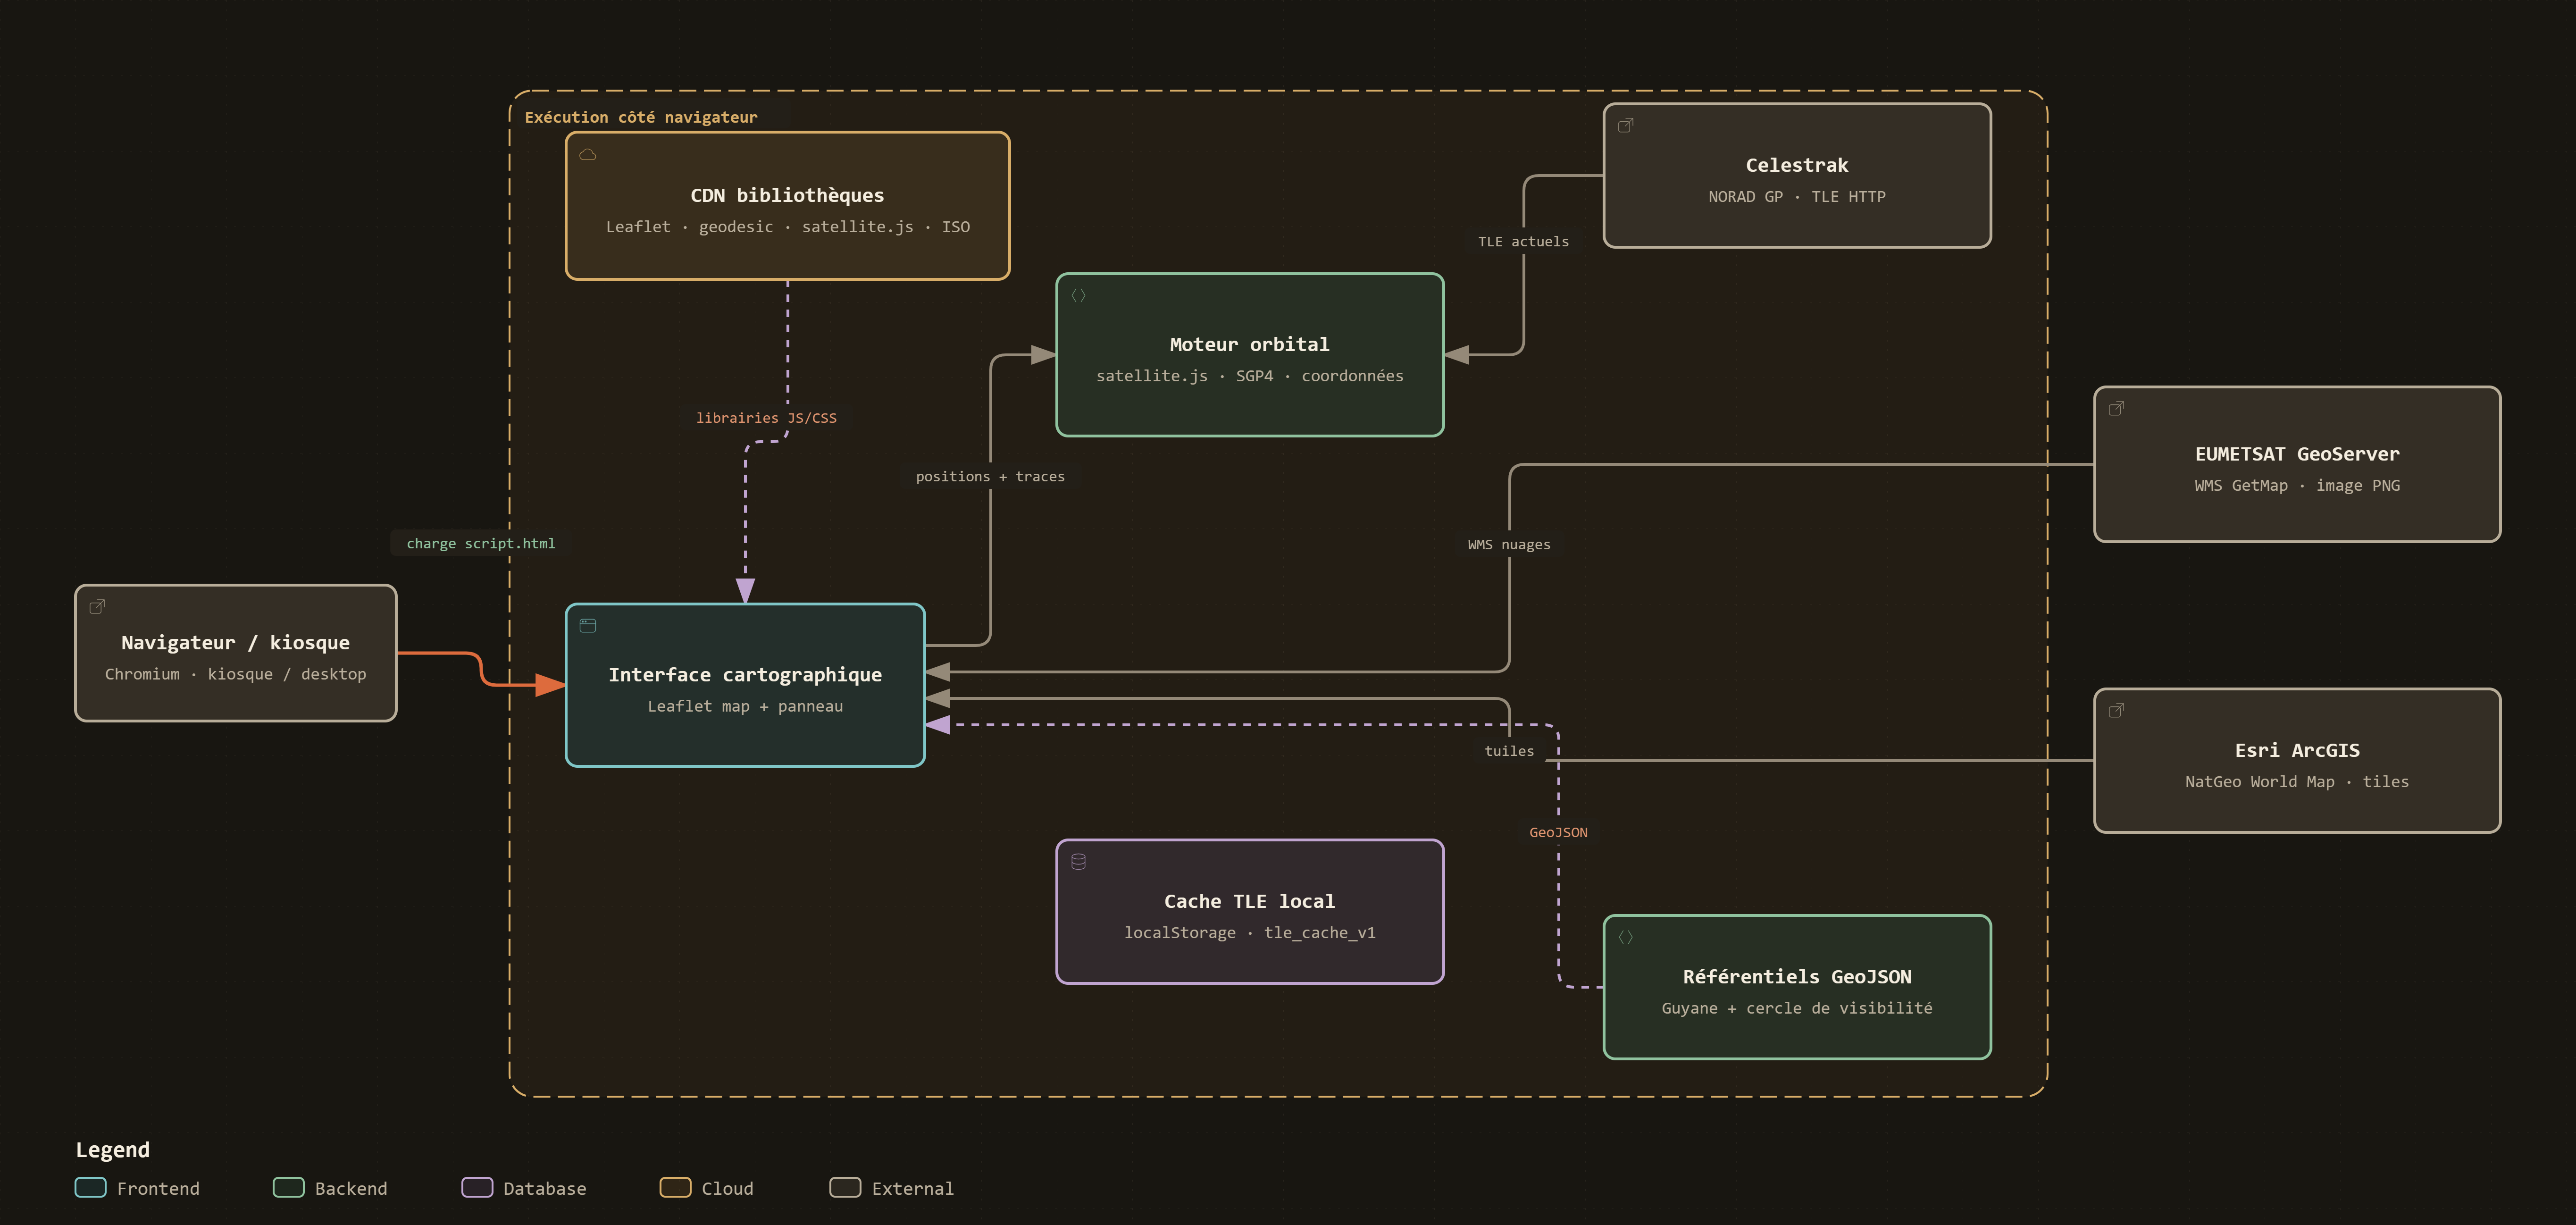 Exécution côté navigateur
CDN bibliothèques
Leaflet · geodesic · satellite.js · ISO
Celestrak
NORAD GP · TLE HTTP
TLE actuels
Moteur orbital
satellite.js · SGP4 · coordonnées
librairies JS/CSS
positions + traces
EUMETSAT GeoServer
WMS GetMap · image PNG
charge script.html
WMS nuages
Navigateur / kiosque
Chromium · kiosque / desktop
Interface cartographique
Leaflet map + panneau
tuiles
Esri ArcGIS
NatGeo World Map · tiles
GeoJSON
Cache TLE local
localStorage · tle_cache_v1
Référentiels GeoJSON
Guyane + cercle de visibilité
Legend
Frontend
Backend
Database
Cloud
External